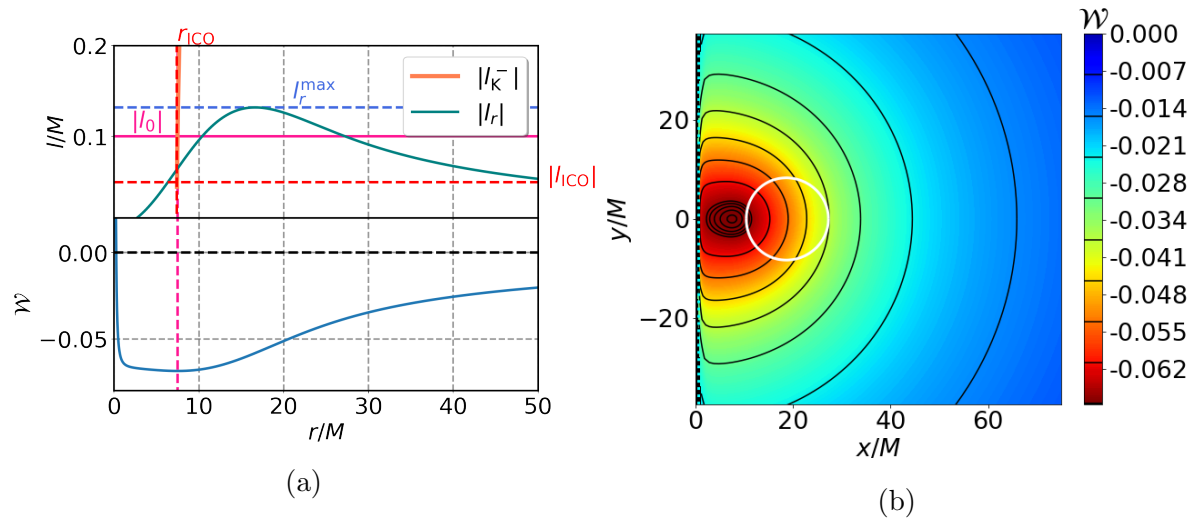 r_ICO
0.2
|l_K^-|
|l_r|
l_r^max
|l_0|
0.1
l/M
|l_ICO|
0.00
−0.05
𝒲
0 10 20 30 40 50
r/M
(a)
𝒲
0.000
-0.007
-0.014
-0.021
-0.028
-0.034
-0.041
-0.048
-0.055
-0.062
20
0
−20
y/M
0 20 40 60
x/M
(b)